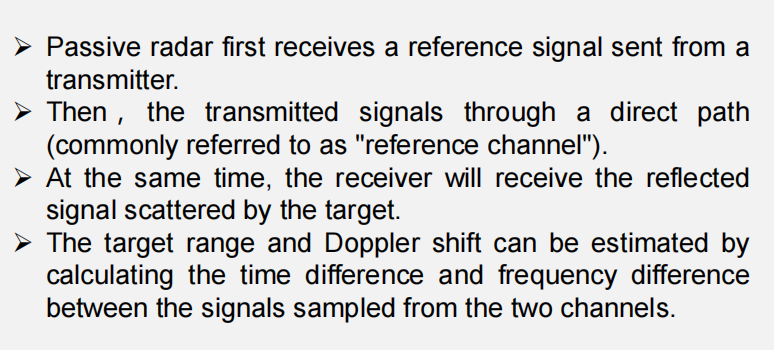 ➢ Passive radar first receives a reference signal sent from a
transmitter.
➢ Then , the transmitted signals through a direct path
(commonly referred to as "reference channel").
➢ At the same time, the receiver will receive the reflected
signal scattered by the target.
➢ The target range and Doppler shift can be estimated by
calculating the time difference and frequency difference
between the signals sampled from the two channels.